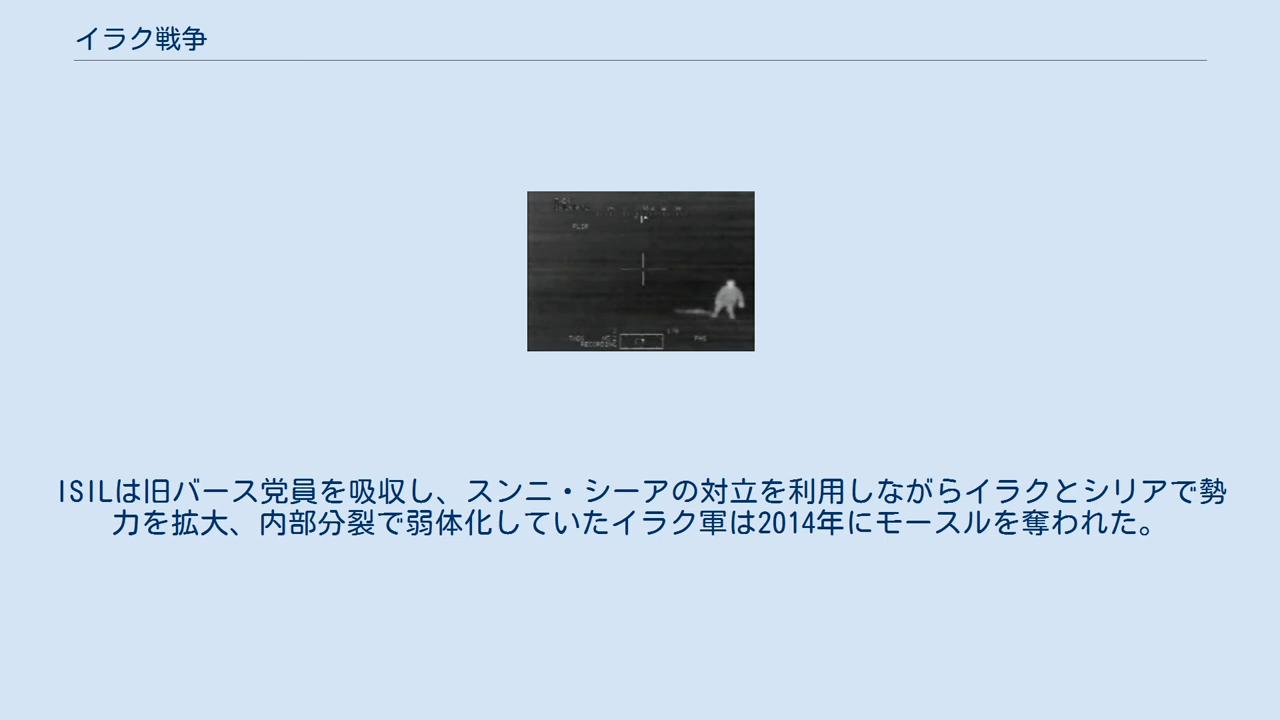 イラク戦争
FLIR
RECORDING
ISILは旧バース党員を吸収し、スンニ・シーアの対立を利用しながらイラクとシリアで勢
力を拡大、内部分裂で弱体化していたイラク軍は2014年にモースルを奪われた。